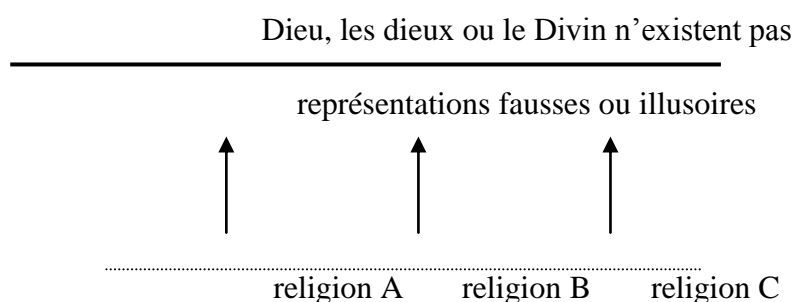 Dieu, les dieux ou le Divin n’existent pas
représentations fausses ou illusoires
religion A religion B religion C